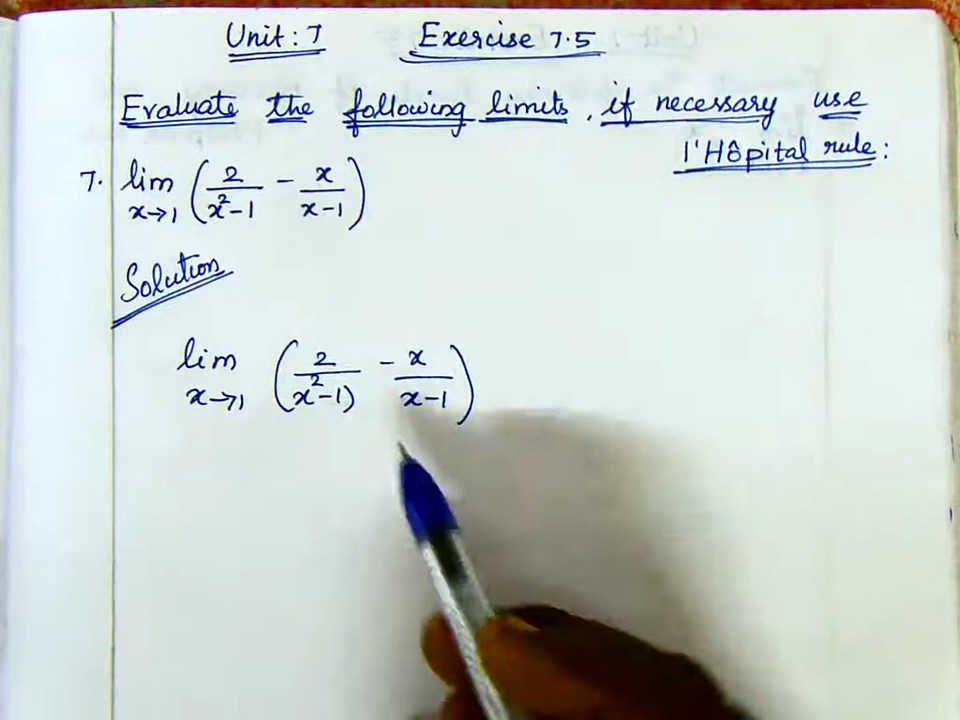 Unit: 7 Exercise 7.5
Evaluate the following limits, if necessary use
l'Hôpital rule:
7. lim x→1 (2/(x²-1) - x/(x-1))
Solution
lim x→1 (2/(x²-1) - x/(x-1))